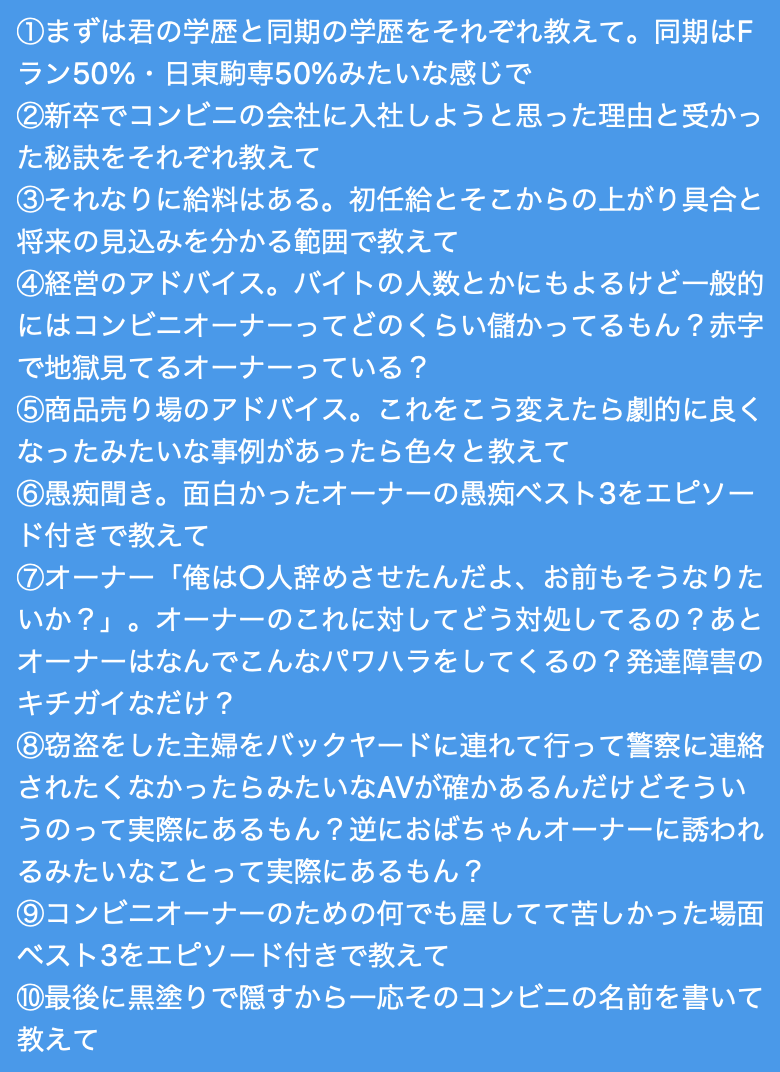 ①まずは君の学歴と同期の学歴をそれぞれ教えて。同期はF
ラン50%・日東駒専50%みたいな感じで
②新卒でコンビニの会社に入社しようと思った理由と受かっ
た秘訣をそれぞれ教えて
③それなりに給料はある。初任給とそこからの上がり具合と
将来の見込みを分かる範囲で教えて
④経営のアドバイス。バイトの人数とかにもよるけど一般的
にはコンビニオーナーってどのくらい儲かってるもん？赤字
で地獄見てるオーナーっている？
⑤商品売り場のアドバイス。これをこう変えたら劇的に良く
なったみたいな事例があったら色々と教えて
⑥愚痴聞き。面白かったオーナーの愚痴ベスト3をエピソー
ド付きで教えて
⑦オーナー「俺は〇人辞めさせたんだよ、お前もそうなりた
いか？」。オーナーのこれに対してどう対処してるの？あと
オーナーはなんでこんなパワハラをしてくるの？発達障害の
キチガイなだけ？
⑧窃盗をした主婦をバックヤードに連れて行って警察に連絡
されたくなかったらみたいなAVが確かあるんだけどそうい
うのって実際にあるもん？逆におばちゃんオーナーに誘われ
るみたいなことって実際にあるもん？
⑨コンビニオーナーのための何でも屋してて苦しかった場面
ベスト3をエピソード付きで教えて
⑩最後に黒塗りで隠すから一応そのコンビニの名前を書いて
教えて